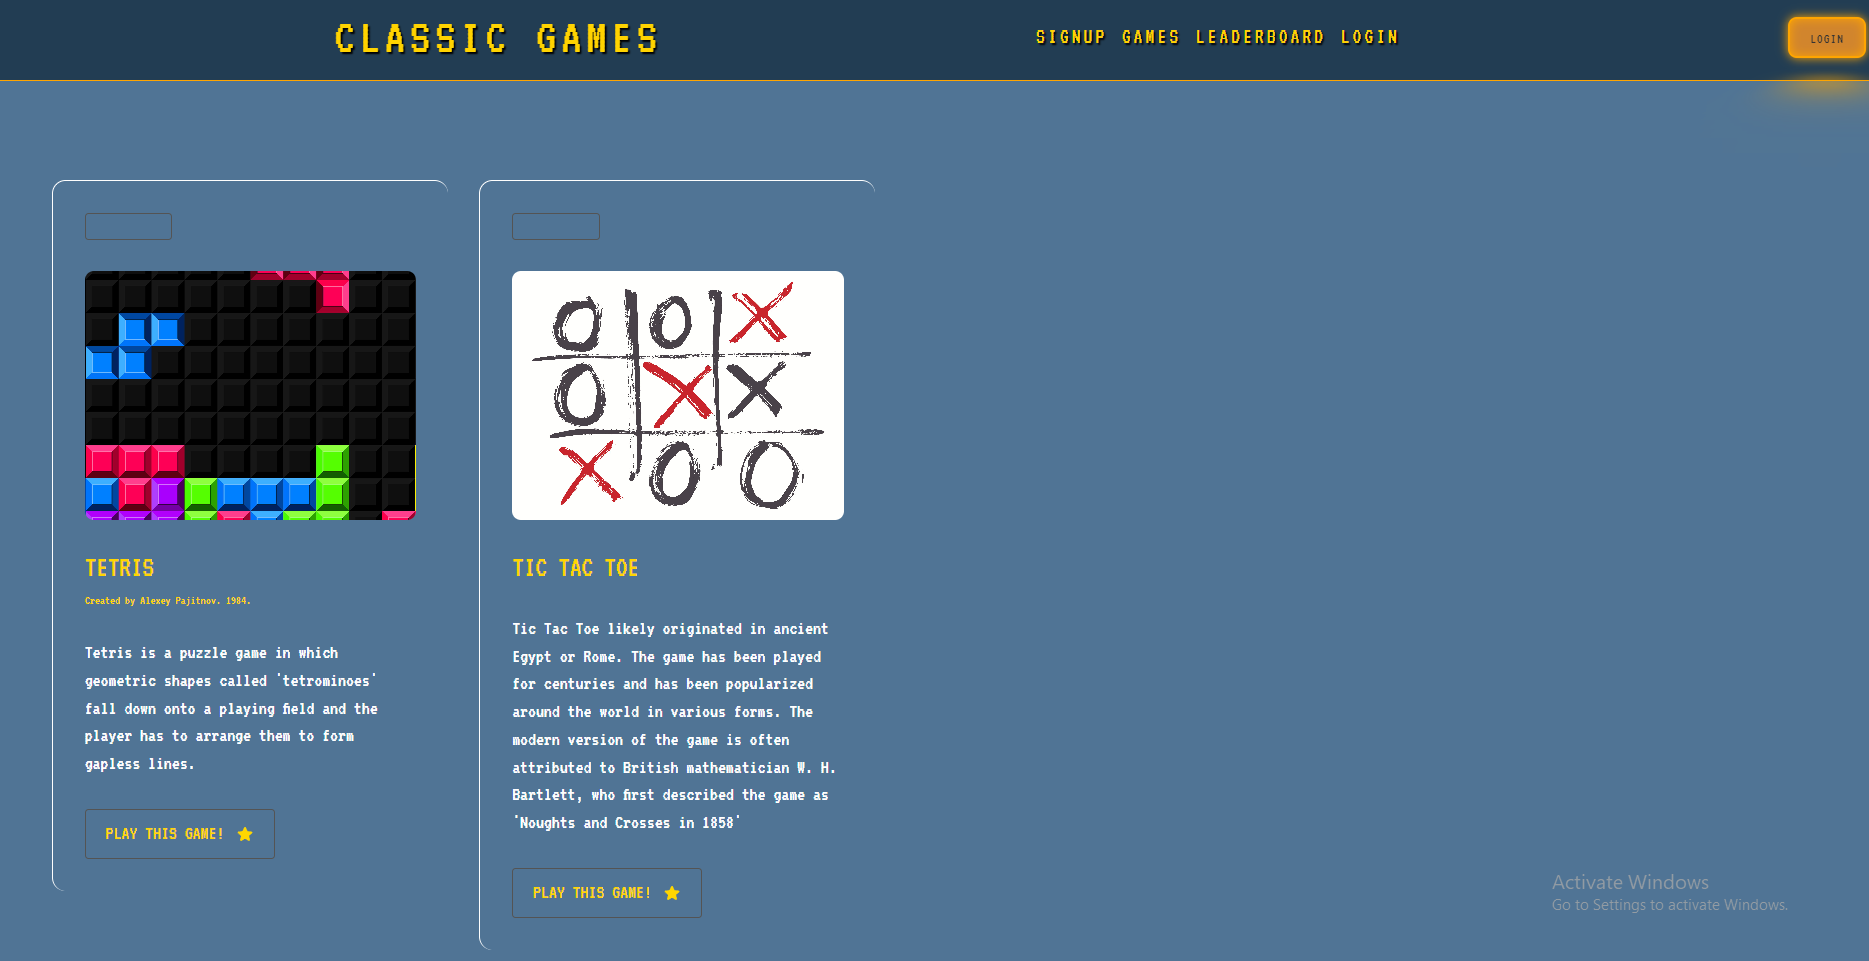 CLASSIC GAMES
SIGNUP GAMES LEADERBOARD LOGIN
LOGIN
TETRIS
Created by Alexey Pajitnov. 1984.
Tetris is a puzzle game in which
geometric shapes called 'tetrominoes'
fall down onto a playing field and the
player has to arrange them to form
gapless lines.
PLAY THIS GAME!
TIC TAC TOE
Tic Tac Toe likely originated in ancient
Egypt or Rome. The game has been played
for centuries and has been popularized
around the world in various forms. The
modern version of the game is often
attributed to British mathematician W. H.
Bartlett, who first described the game as
'Noughts and Crosses in 1858'
PLAY THIS GAME!
Activate Windows
Go to Settings to activate Windows.